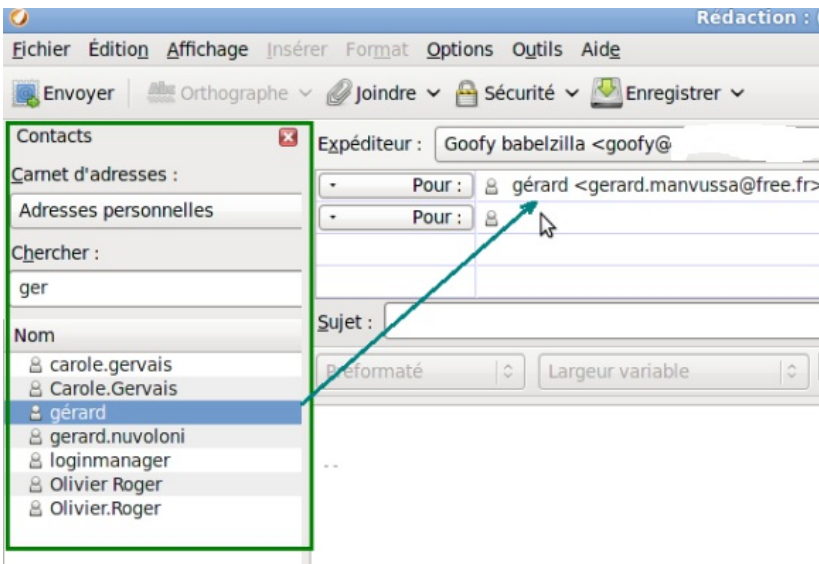 Rédaction : (
Fichier Édition Affichage Insérer Format Options Outils Aide
Envoyer Abc Orthographe Joindre Sécurité Enregistrer
Contacts
Carnet d'adresses :
Adresses personnelles
Chercher :
ger
Nom
carole.gervais
Carole.Gervais
gérard
gerard.nuvoloni
loginmanager
Olivier Roger
Olivier.Roger
Expéditeur : Goofy babelzilla <goofy@
Pour : gérard <gerard.manvussa@free.fr>
Pour :
Sujet :
Préformaté Largeur variable
--